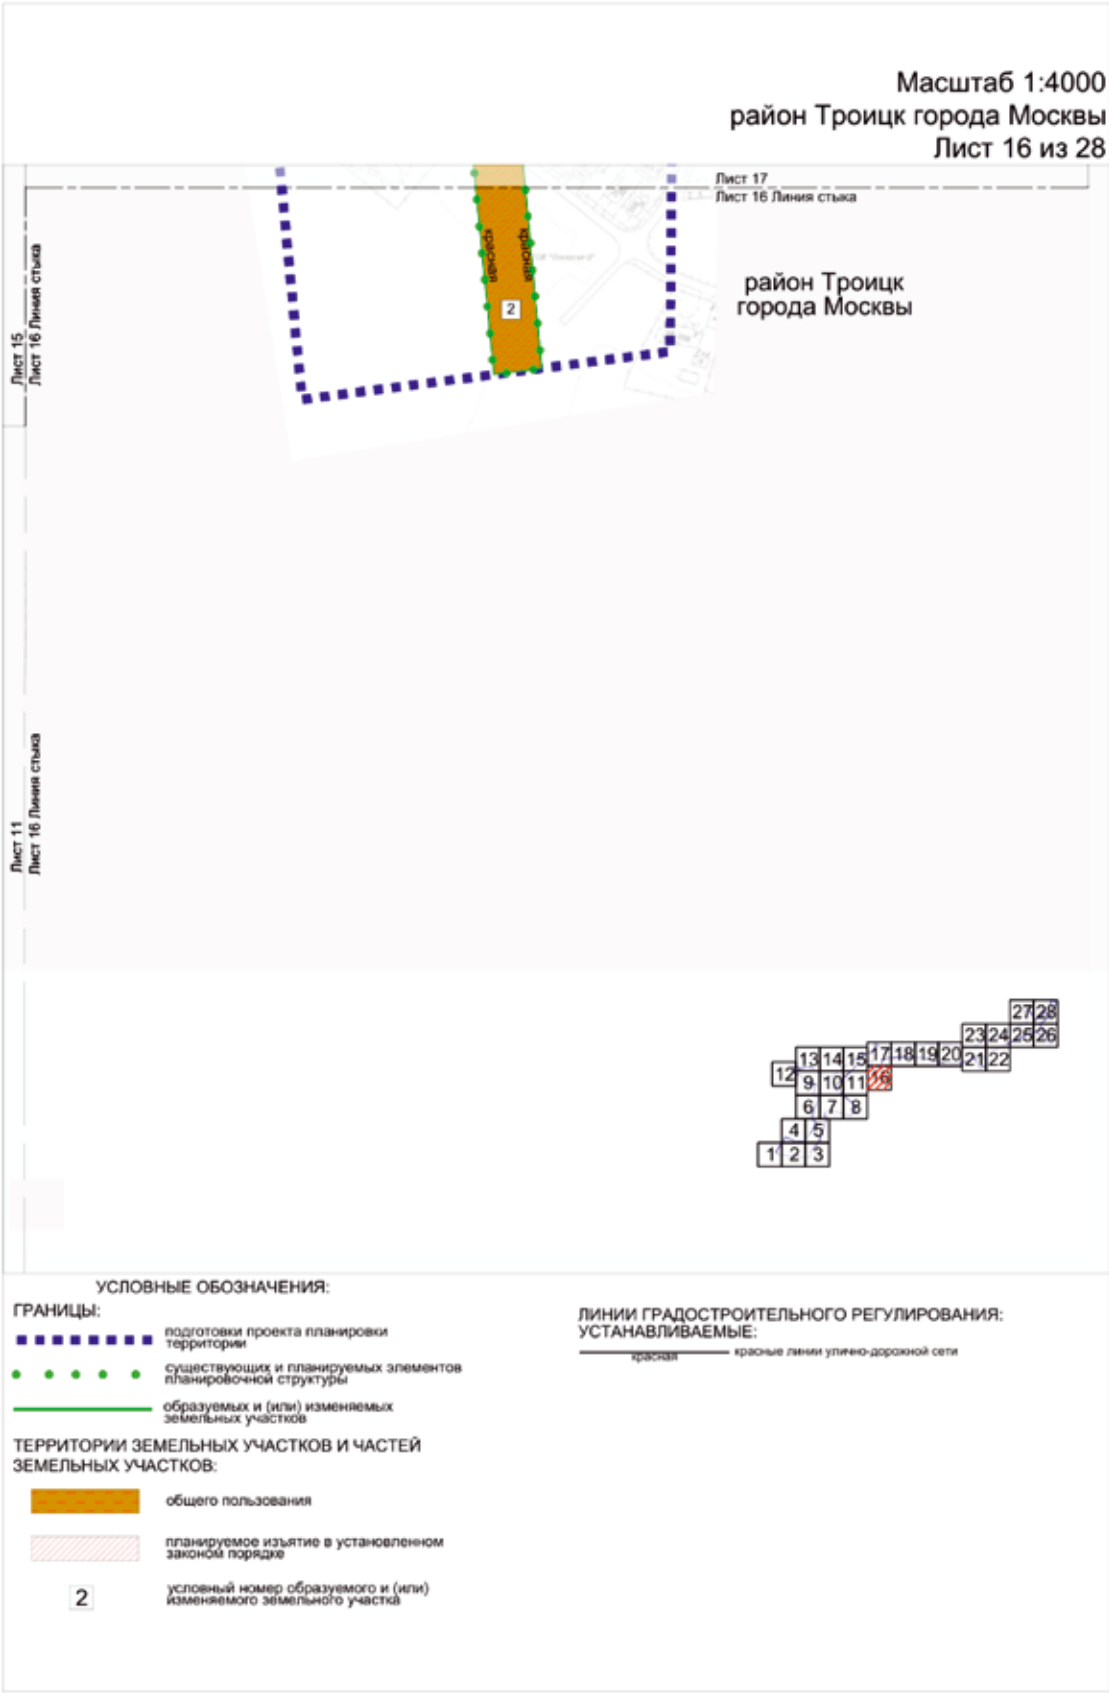 Масштаб 1:4000
район Троицк города Москвы
Лист 16 из 28
Лист 17
Лист 16 Линия стыка
Лист 15
Лист 16 Линия стыка
красная
красная
2
район Троицк
города Москвы
Лист 11
Лист 16 Линия стыка
27 28
23 24 25 26
13 14 15 17 18 19 20 21 22
12 9 10 11 16
6 7 8
4 5
1 2 3
УСЛОВНЫЕ ОБОЗНАЧЕНИЯ:
ГРАНИЦЫ:
подготовки проекта планировки
территории
существующих и планируемых элементов
планировочной структуры
образуемых и (или) изменяемых
земельных участков
ТЕРРИТОРИИ ЗЕМЕЛЬНЫХ УЧАСТКОВ И ЧАСТЕЙ
ЗЕМЕЛЬНЫХ УЧАСТКОВ:
общего пользования
планируемое изъятие в установленном
законом порядке
2
условный номер образуемого и (или)
изменяемого земельного участка
ЛИНИИ ГРАДОСТРОИТЕЛЬНОГО РЕГУЛИРОВАНИЯ:
УСТАНАВЛИВАЕМЫЕ:
красная
красные линии улично-дорожной сети